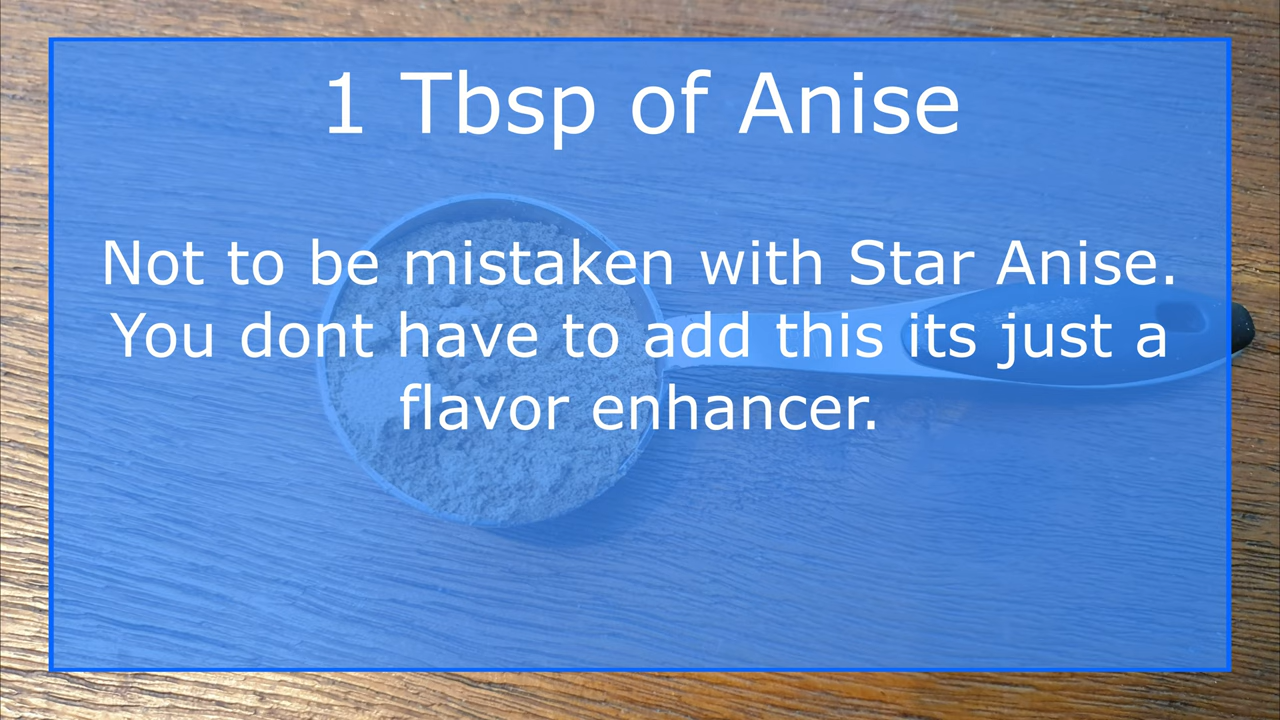 1 Tbsp of Anise
Not to be mistaken with Star Anise.
You dont have to add this its just a
flavor enhancer.